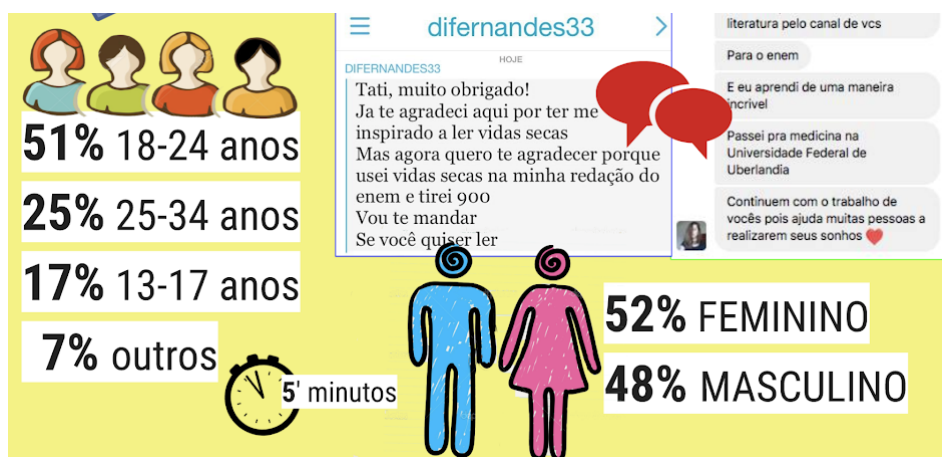 51% 18-24 anos
25% 25-34 anos
17% 13-17 anos
7% outros
5' minutos
difernandes33
HOJE
DIFERNANDES33
Tati, muito obrigado!
Ja te agradeci aqui por ter me
inspirado a ler vidas secas
Mas agora quero te agradecer porque
usei vidas secas na minha redação do
enem e tirei 900
Vou te mandar
Se você quiser ler
literatura pelo canal de vcs
Para o enem
E eu aprendi de uma maneira
incrivel
Passei pra medicina na
Universidade Federal de
Uberlandia
Continuem com o trabalho de
vocês pois ajuda muitas pessoas a
realizarem seus sonhos ❤️
52% FEMININO
48% MASCULINO